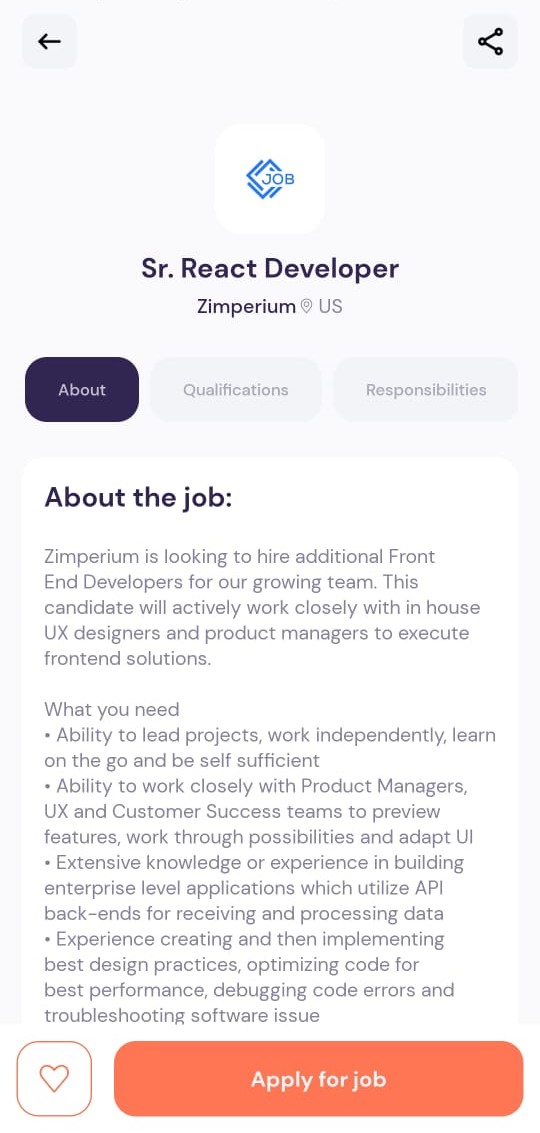 JOB
Sr. React Developer
Zimperium US
About
Qualifications
Responsibilities
About the job:
Zimperium is looking to hire additional Front
End Developers for our growing team. This
candidate will actively work closely with in house
UX designers and product managers to execute
frontend solutions.
What you need
• Ability to lead projects, work independently, learn
on the go and be self sufficient
• Ability to work closely with Product Managers,
UX and Customer Success teams to preview
features, work through possibilities and adapt UI
• Extensive knowledge or experience in building
enterprise level applications which utilize API
back-ends for receiving and processing data
• Experience creating and then implementing
best design practices, optimizing code for
best performance, debugging code errors and
troubleshooting software issue
Apply for job